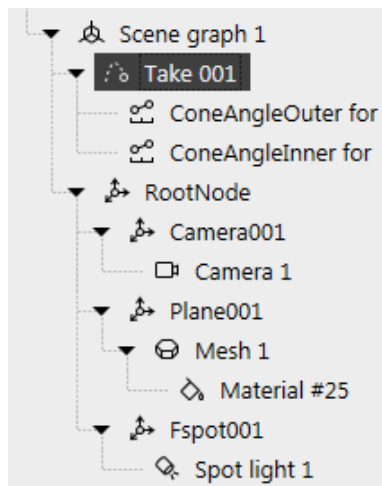 Scene graph 1
Take 001
ConeAngleOuter for
ConeAngleInner for
RootNode
Camera001
Camera 1
Plane001
Mesh 1
Material #25
Fspot001
Spot light 1